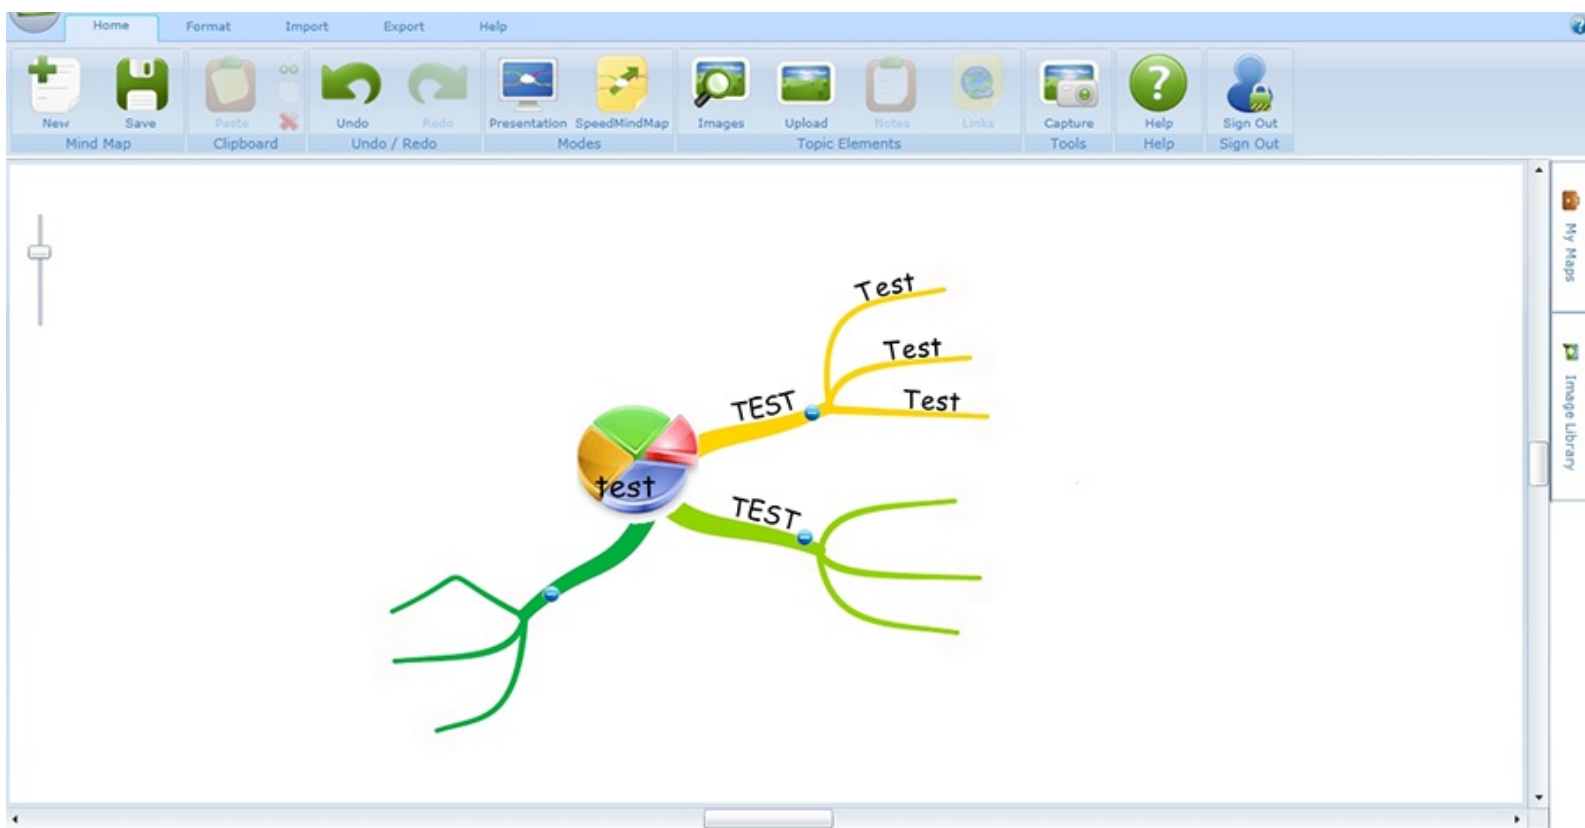 Home Format Import Export Help
New Save Paste Undo Redo Presentation SpeedMindMap Images Upload Notes Links Capture Help Sign Out
Mind Map Clipboard Undo / Redo Modes Topic Elements Tools Help Sign Out
My Maps
Image Library
Test
Test
Test
TEST
test
TEST